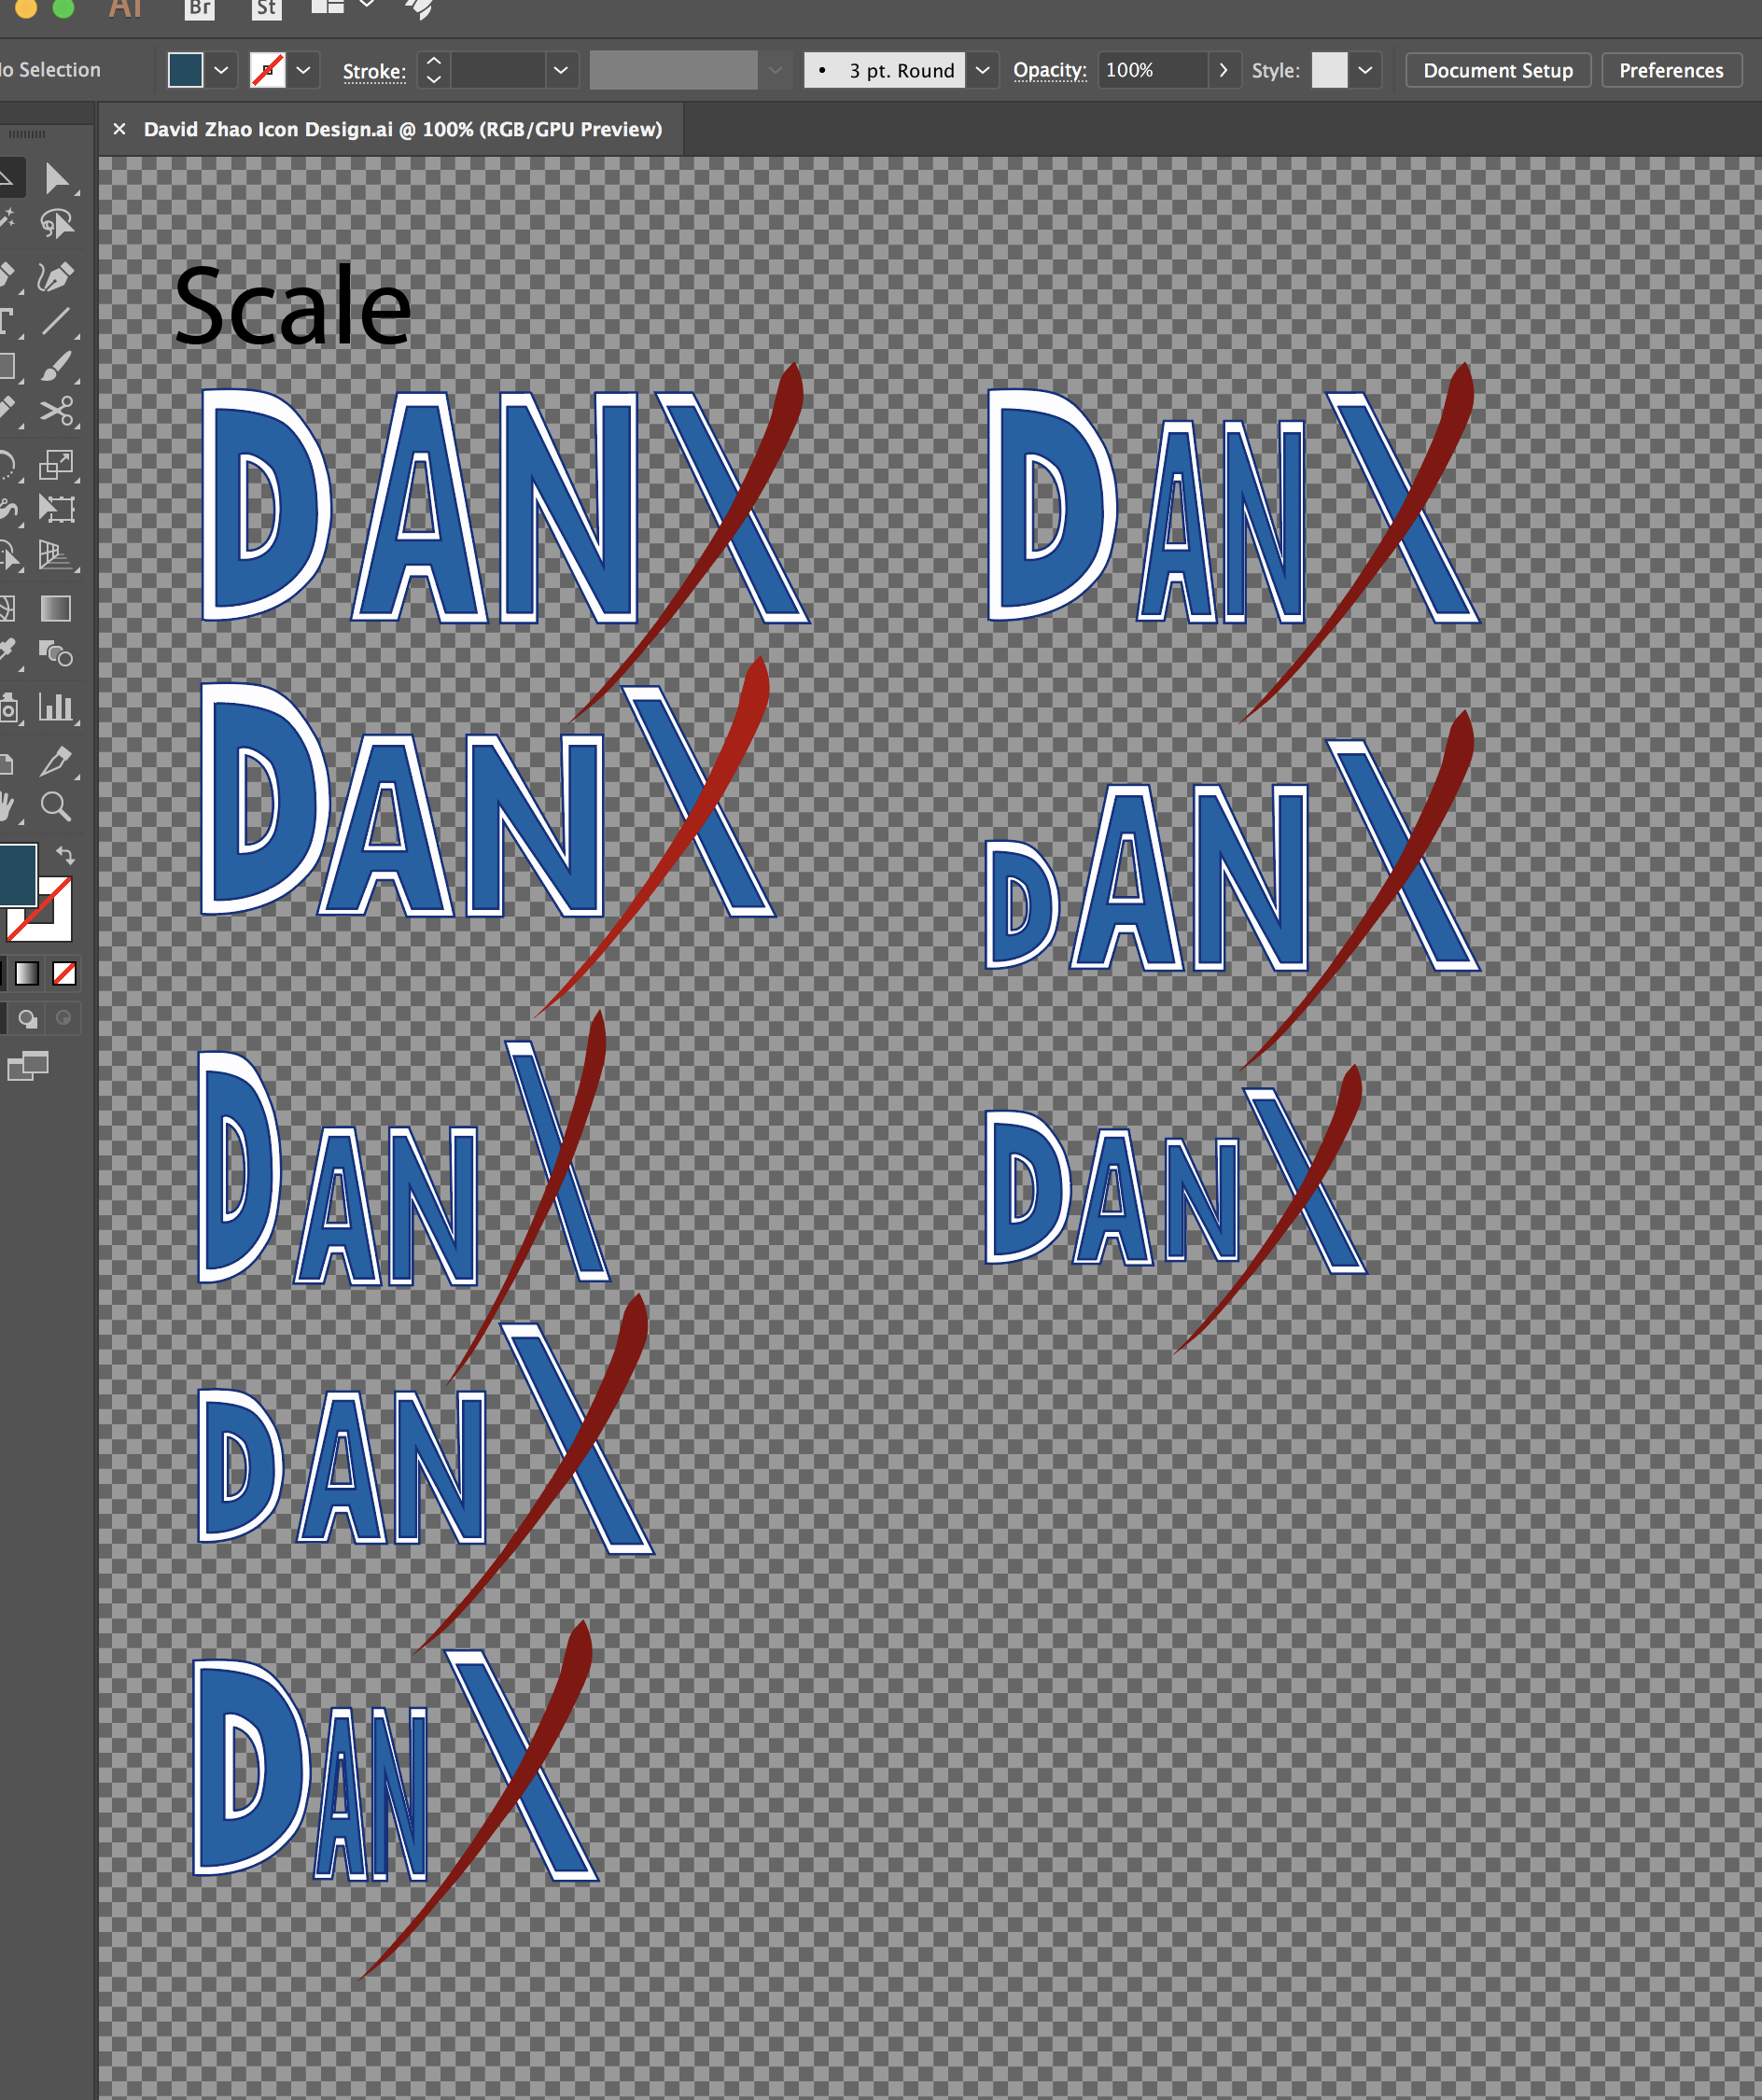 Ai Br St
No Selection Stroke: 3 pt. Round Opacity: 100% Style: Document Setup Preferences
× David Zhao Icon Design.ai @ 100% (RGB/GPU Preview)
Scale
DANX DANX
DANX DANX
DANX DANX
DANX
DANX